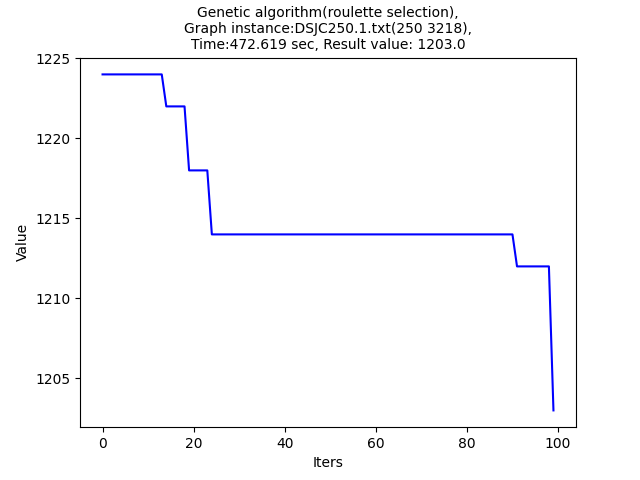 Genetic algorithm(roulette selection),
Graph instance:DSJC250.1.txt(250 3218),
Time:472.619 sec, Result value: 1203.0
1225
1220
1215
1210
1205
Value
0 20 40 60 80 100
Iters